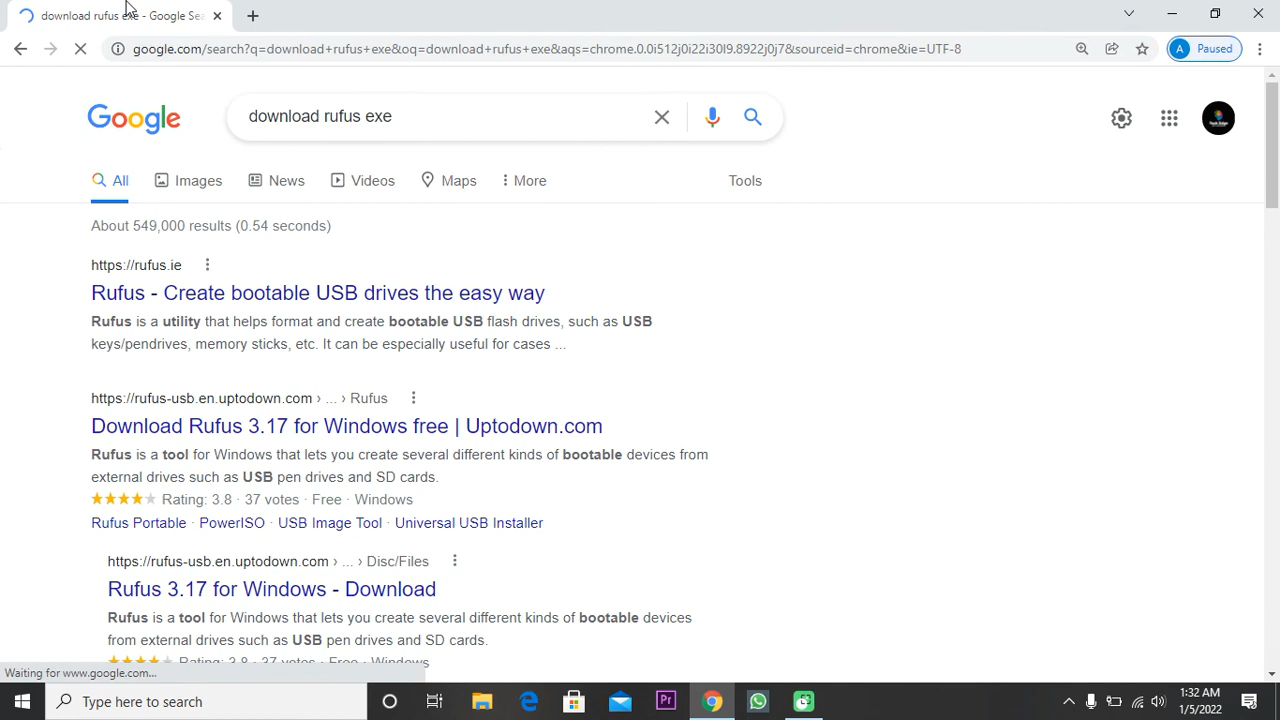 download rufus exe - Google Sea
google.com/search?q=download+rufus+exe&oq=download+rufus+exe&aqs=chrome.0.0i512j0i22i30l9.8922j0j7&sourceid=chrome&ie=UTF-8
A Paused
Google
download rufus exe
All Images News Videos Maps More Tools
About 549,000 results (0.54 seconds)
https://rufus.ie
Rufus - Create bootable USB drives the easy way
Rufus is a utility that helps format and create bootable USB flash drives, such as USB
keys/pendrives, memory sticks, etc. It can be especially useful for cases ...
https://rufus-usb.en.uptodown.com › ... › Rufus
Download Rufus 3.17 for Windows free | Uptodown.com
Rufus is a tool for Windows that lets you create several different kinds of bootable devices from
external drives such as USB pen drives and SD cards.
Rating: 3.8 · 37 votes · Free · Windows
Rufus Portable · PowerISO · USB Image Tool · Universal USB Installer
https://rufus-usb.en.uptodown.com › ... › Disc/Files
Rufus 3.17 for Windows - Download
Rufus is a tool for Windows that lets you create several different kinds of bootable devices
from external drives such as USB pen drives and SD cards.
Rating: 3.8 · 37 votes · Free · Windows
Waiting for www.google.com...
Type here to search
Pr
1:32 AM
1/5/2022